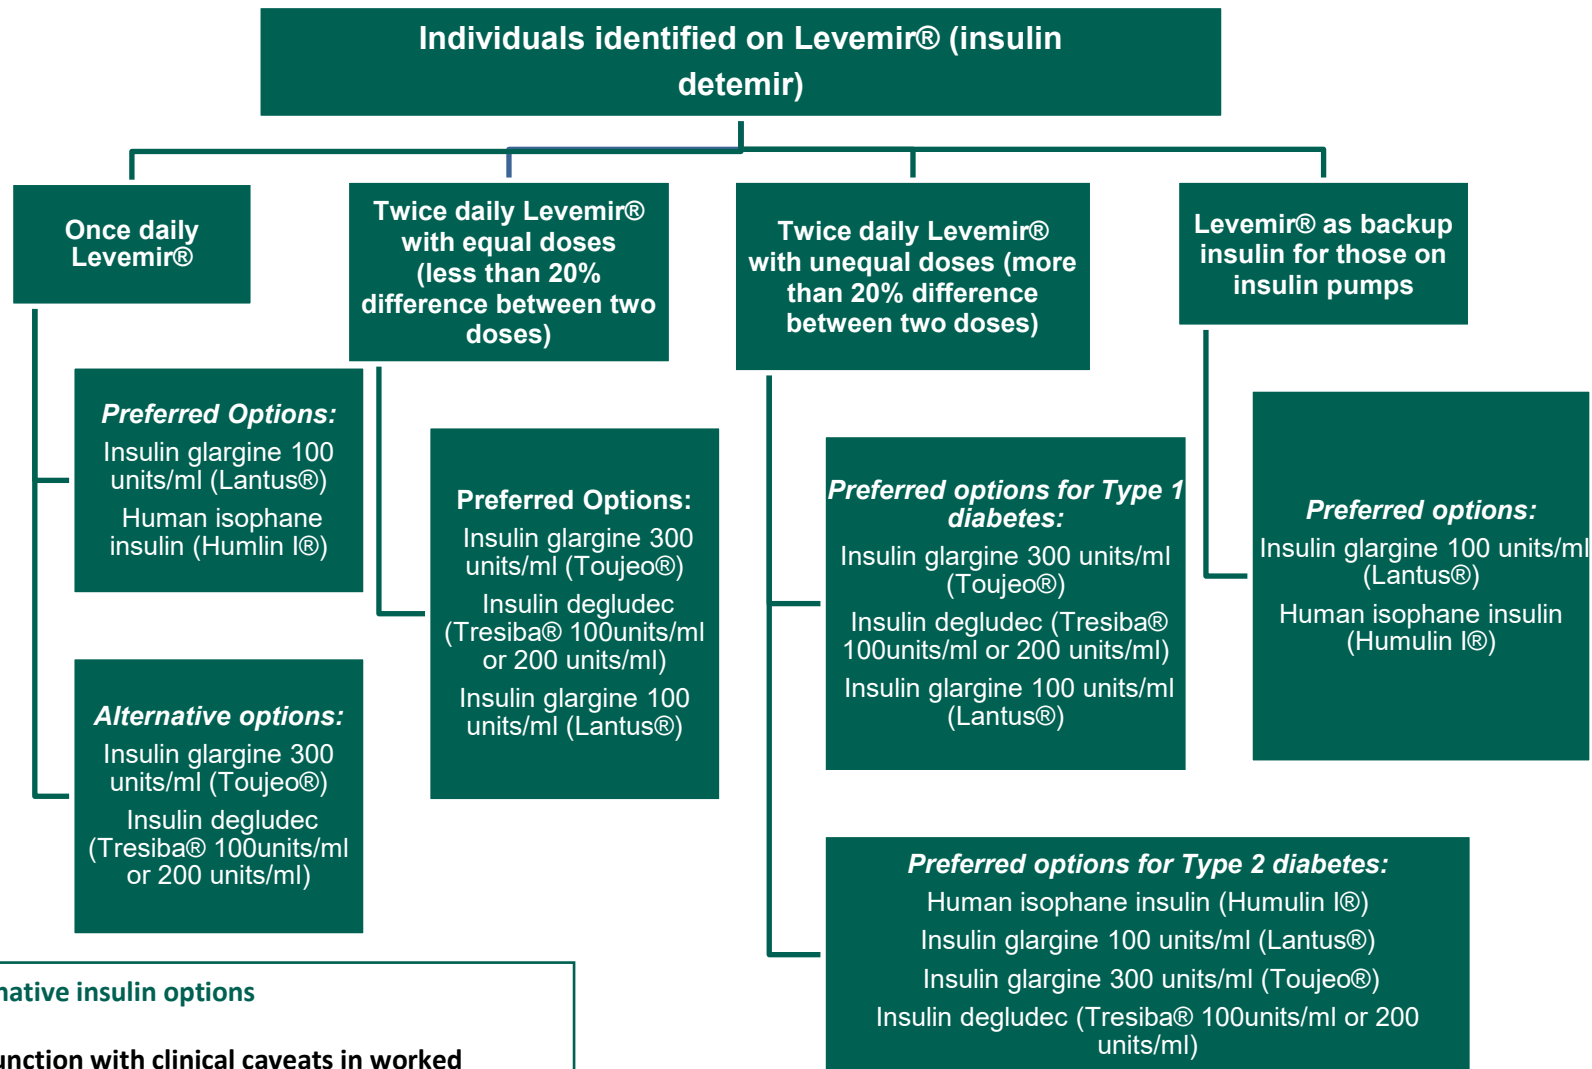 Individuals identified on Levemir® (insulin
detemir)
Once daily
Levemir®
Preferred Options:
Insulin glargine 100
units/ml (Lantus®)
Human isophane
insulin (Humlin I®)
Alternative options:
Insulin glargine 300
units/ml (Toujeo®)
Insulin degludec
(Tresiba® 100units/ml
or 200 units/ml)
Twice daily Levemir®
with equal doses
(less than 20%
difference between two
doses)
Preferred Options:
Insulin glargine 300
units/ml (Toujeo®)
Insulin degludec
(Tresiba® 100units/ml
or 200 units/ml)
Insulin glargine 100
units/ml (Lantus®)
Twice daily Levemir®
with unequal doses (more
than 20% difference
between two doses)
Preferred options for Type 1
diabetes:
Insulin glargine 300 units/ml
(Toujeo®)
Insulin degludec (Tresiba®
100units/ml or 200 units/ml)
Insulin glargine 100 units/ml
(Lantus®)
Preferred options for Type 2 diabetes:
Human isophane insulin (Humulin I®)
Insulin glargine 100 units/ml (Lantus®)
Insulin glargine 300 units/ml (Toujeo®)
Insulin degludec (Tresiba® 100units/ml or 200
units/ml)
Levemir® as backup
insulin for those on
insulin pumps
Preferred options:
Insulin glargine 100 units/ml
(Lantus®)
Human isophane insulin
(Humulin I®)
native insulin options
unction with clinical caveats in worked